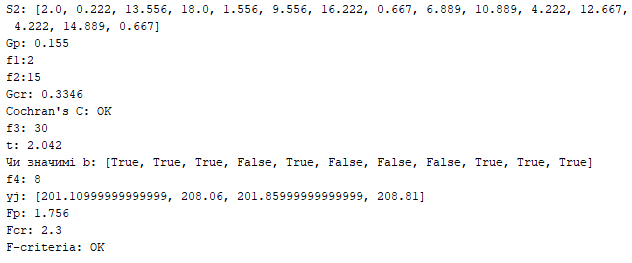 S2: [2.0, 0.222, 13.556, 18.0, 1.556, 9.556, 16.222, 0.667, 6.889, 10.889, 4.222, 12.667,
4.222, 14.889, 0.667]
Gp: 0.155
f1:2
f2:15
Gcr: 0.3346
Cochran's C: OK
f3: 30
t: 2.042
Чи значимі b: [True, True, True, False, True, False, False, False, True, True, True]
f4: 8
yj: [201.10999999999999, 208.06, 201.85999999999999, 208.81]
Fp: 1.756
Fcr: 2.3
F-criteria: OK